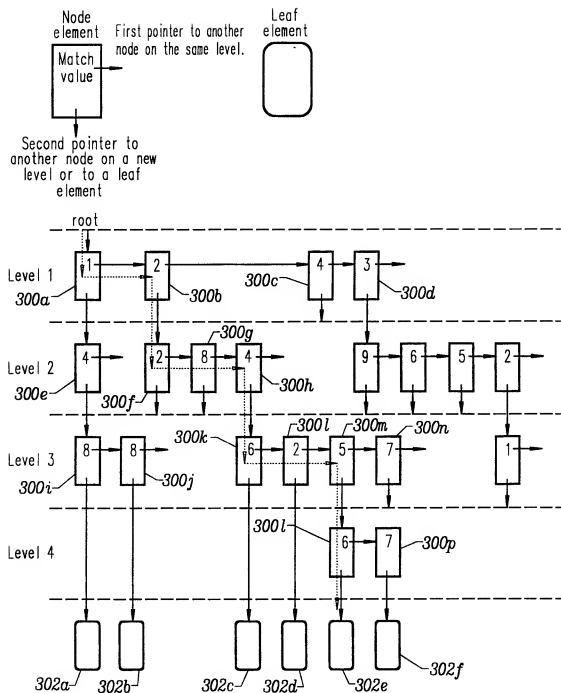 Node
element
Match
value
First pointer to another
node on the same level.
Leaf
element
Second pointer to
another node on a new
level or to a leaf
element
root
Level 1
1
2
4
3
300a
300b
300c
300d
Level 2
4
2
8
4
9
6
5
2
300e
300f
300g
300h
Level 3
8
8
6
2
5
7
1
300i
300j
300k
300l
300m
300n
Level 4
6
7
300l
300p
302a
302b
302c
302d
302e
302f